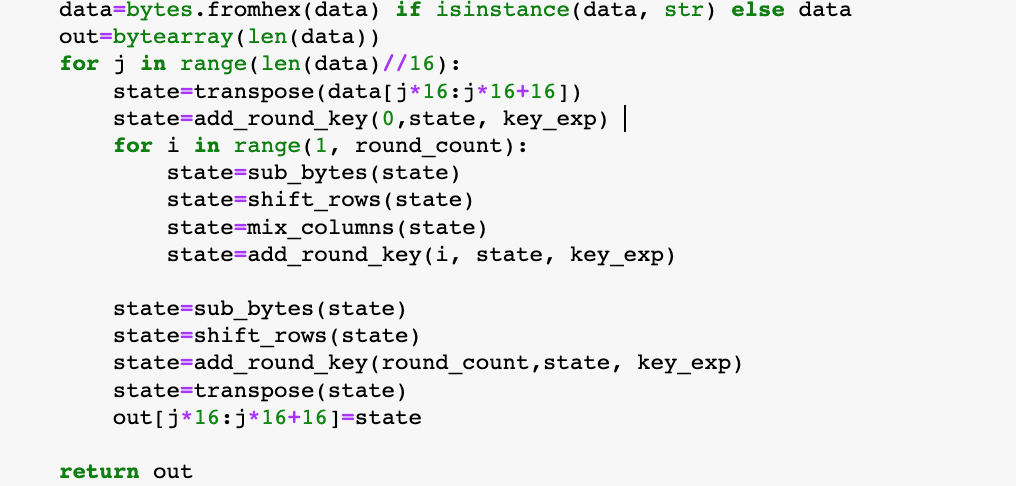 data=bytes.fromhex(data) if isinstance(data, str) else data
out=bytearray(len(data))
for j in range(len(data)//16):
    state=transpose(data[j*16:j*16+16])
    state=add_round_key(0,state, key_exp)
    for i in range(1, round_count):
        state=sub_bytes(state)
        state=shift_rows(state)
        state=mix_columns(state)
        state=add_round_key(i, state, key_exp)

    state=sub_bytes(state)
    state=shift_rows(state)
    state=add_round_key(round_count,state, key_exp)
    state=transpose(state)
    out[j*16:j*16+16]=state

return out